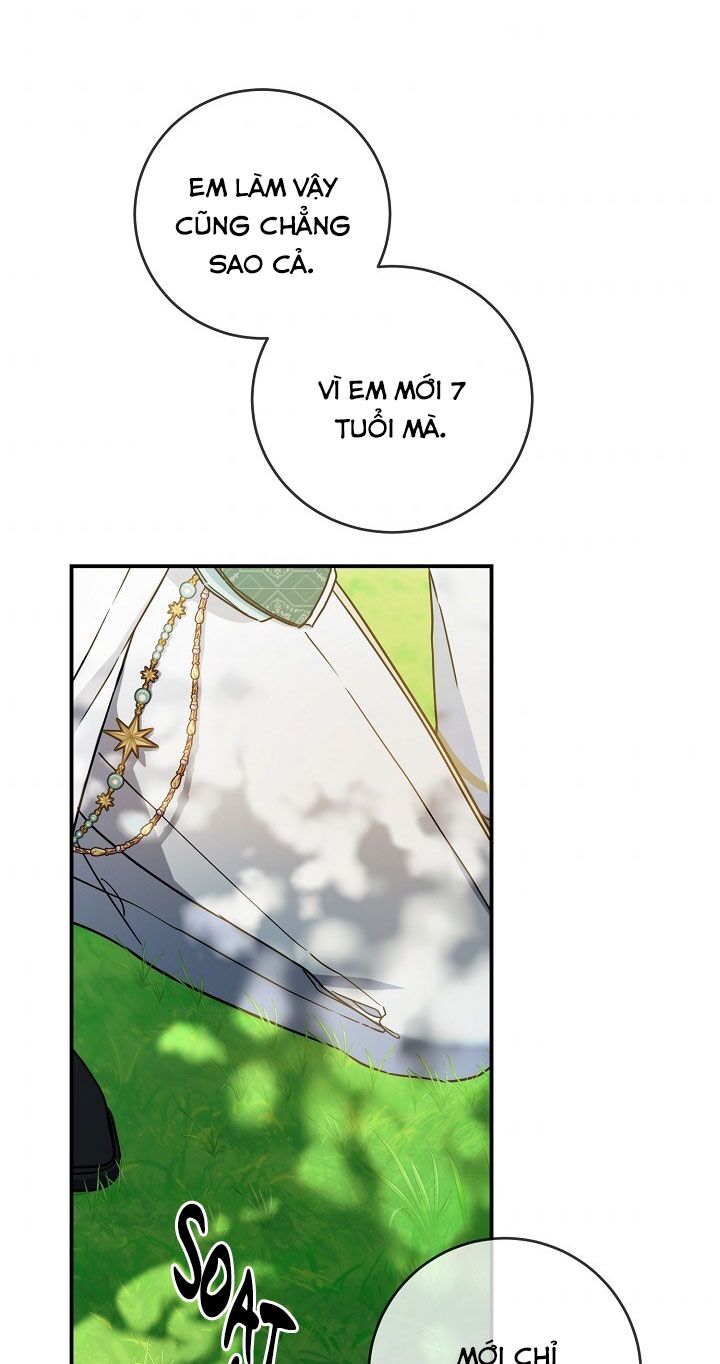 EM LÀM VẬY
CŨNG CHẲNG
SAO CẢ.
VÌ EM MỚI 7
TUỔI MÀ.
SOẠT
MỚI CHỈ